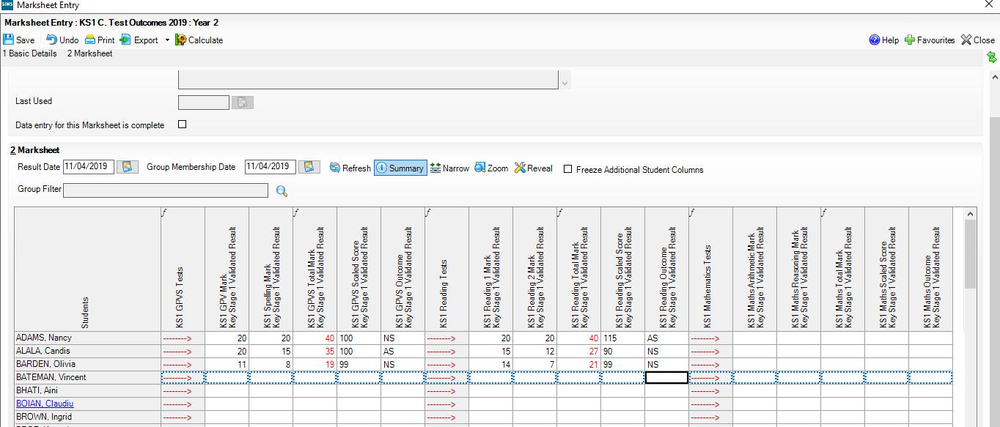 SIMS Marksheet Entry
Marksheet Entry : KS1 C. Test Outcomes 2019 : Year 2
Save Undo Print Export Calculate Help Favourites Close
1 Basic Details 2 Marksheet
Last Used
Data entry for this Marksheet is complete
2 Marksheet
Result Date 11/04/2019 Group Membership Date 11/04/2019 Refresh Summary Narrow Zoom Reveal Freeze Additional Student Columns
Group Filter
f f f f f f
Students
KS1 GPVS Tests
KS1 GPV Mark
Key Stage 1 Validated Result
KS1 Spelling Mark
Key Stage 1 Validated Result
KS1 GPVS Total Mark
Key Stage 1 Validated Result
KS1 GPVS Scaled Score
Key Stage 1 Validated Result
KS1 GPVS Outcome
Key Stage 1 Validated Result
KS1 Reading Tests
KS1 Reading 1 Mark
Key Stage 1 Validated Result
KS1 Reading 2 Mark
Key Stage 1 Validated Result
KS1 Reading Total Mark
Key Stage 1 Validated Result
KS1 Reading Scaled Score
Key Stage 1 Validated Result
KS1 Reading Outcome
Key Stage 1 Validated Result
KS1 Mathematics Tests
KS1 Maths Arithmetic Mark
Key Stage 1 Validated Result
KS1 Maths Reasoning Mark
Key Stage 1 Validated Result
KS1 Maths Total Mark
Key Stage 1 Validated Result
KS1 Maths Scaled Score
Key Stage 1 Validated Result
KS1 Maths Outcome
Key Stage 1 Validated Result
ADAMS, Nancy --------> 20 20 40 100 NS --------> 20 20 40 115 AS -------->
ALALA, Candis --------> 20 15 35 100 AS --------> 15 12 27 90 NS -------->
BARDEN, Olivia --------> 11 8 19 99 NS --------> 14 7 21 99 NS -------->
BATEMAN, Vincent --------> --------> -------->
BHATI, Aini --------> --------> -------->
BOIAN, Claudiu --------> --------> -------->
BROWN, Ingrid --------> --------> -------->